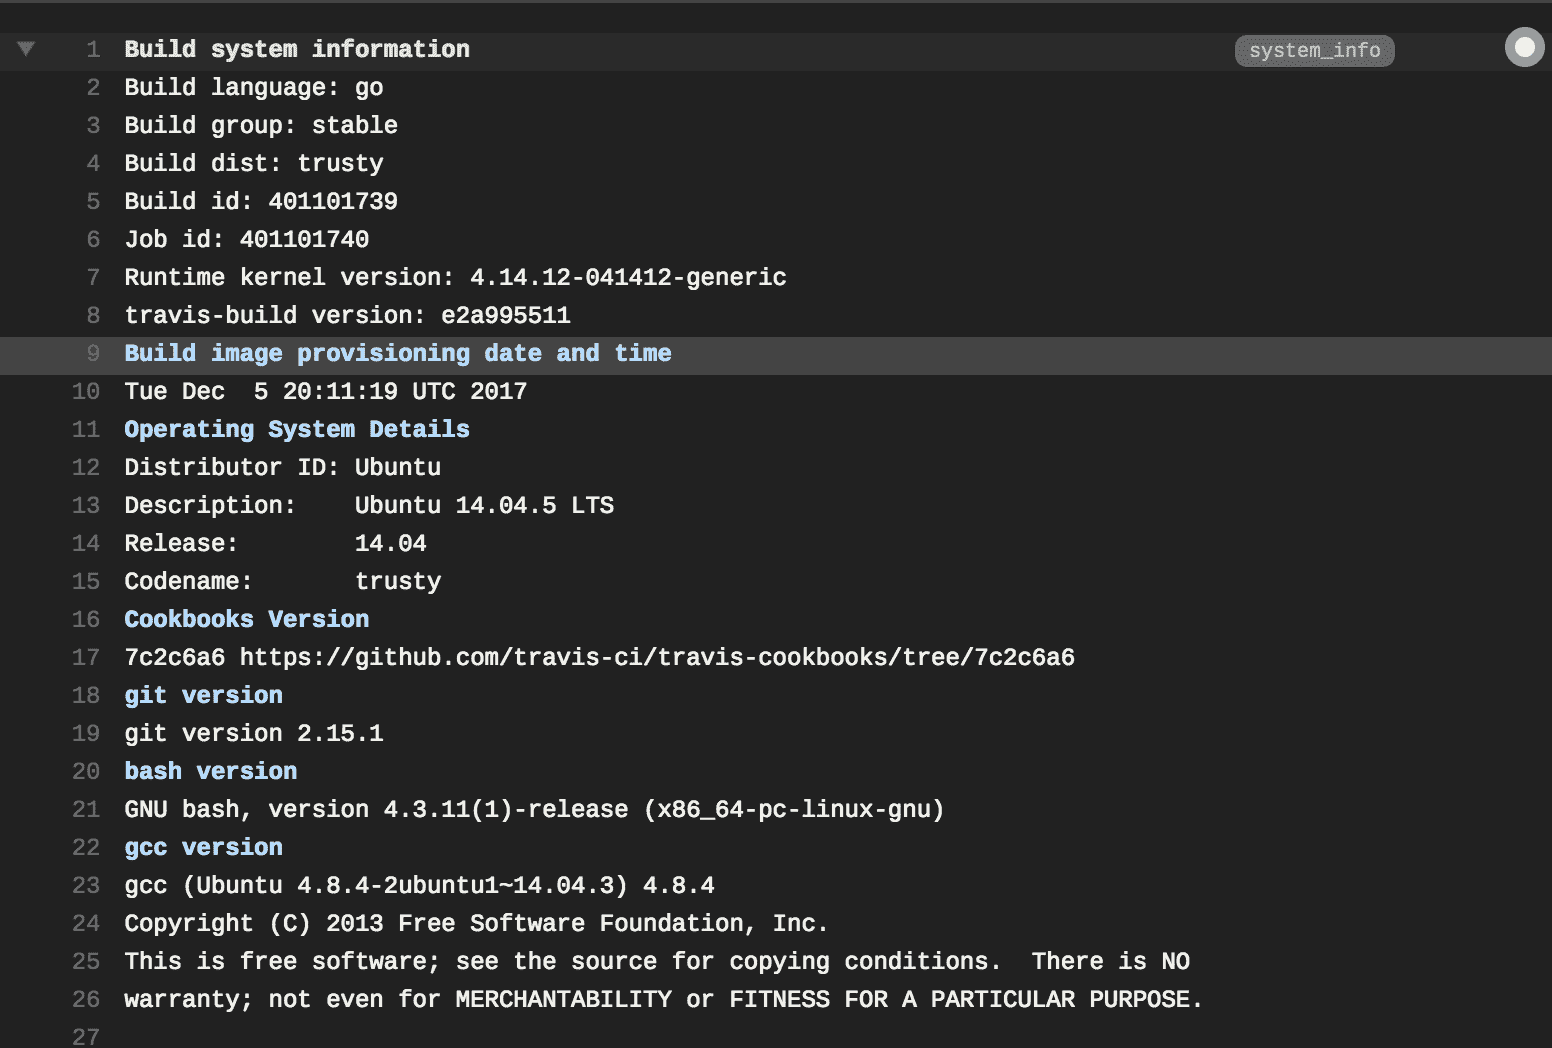 1 Build system information system_info
2 Build language: go
3 Build group: stable
4 Build dist: trusty
5 Build id: 401101739
6 Job id: 401101740
7 Runtime kernel version: 4.14.12-041412-generic
8 travis-build version: e2a995511
9 Build image provisioning date and time
10 Tue Dec  5 20:11:19 UTC 2017
11 Operating System Details
12 Distributor ID: Ubuntu
13 Description:    Ubuntu 14.04.5 LTS
14 Release:        14.04
15 Codename:       trusty
16 Cookbooks Version
17 7c2c6a6 https://github.com/travis-ci/travis-cookbooks/tree/7c2c6a6
18 git version
19 git version 2.15.1
20 bash version
21 GNU bash, version 4.3.11(1)-release (x86_64-pc-linux-gnu)
22 gcc version
23 gcc (Ubuntu 4.8.4-2ubuntu1~14.04.3) 4.8.4
24 Copyright (C) 2013 Free Software Foundation, Inc.
25 This is free software; see the source for copying conditions.  There is NO
26 warranty; not even for MERCHANTABILITY or FITNESS FOR A PARTICULAR PURPOSE.
27